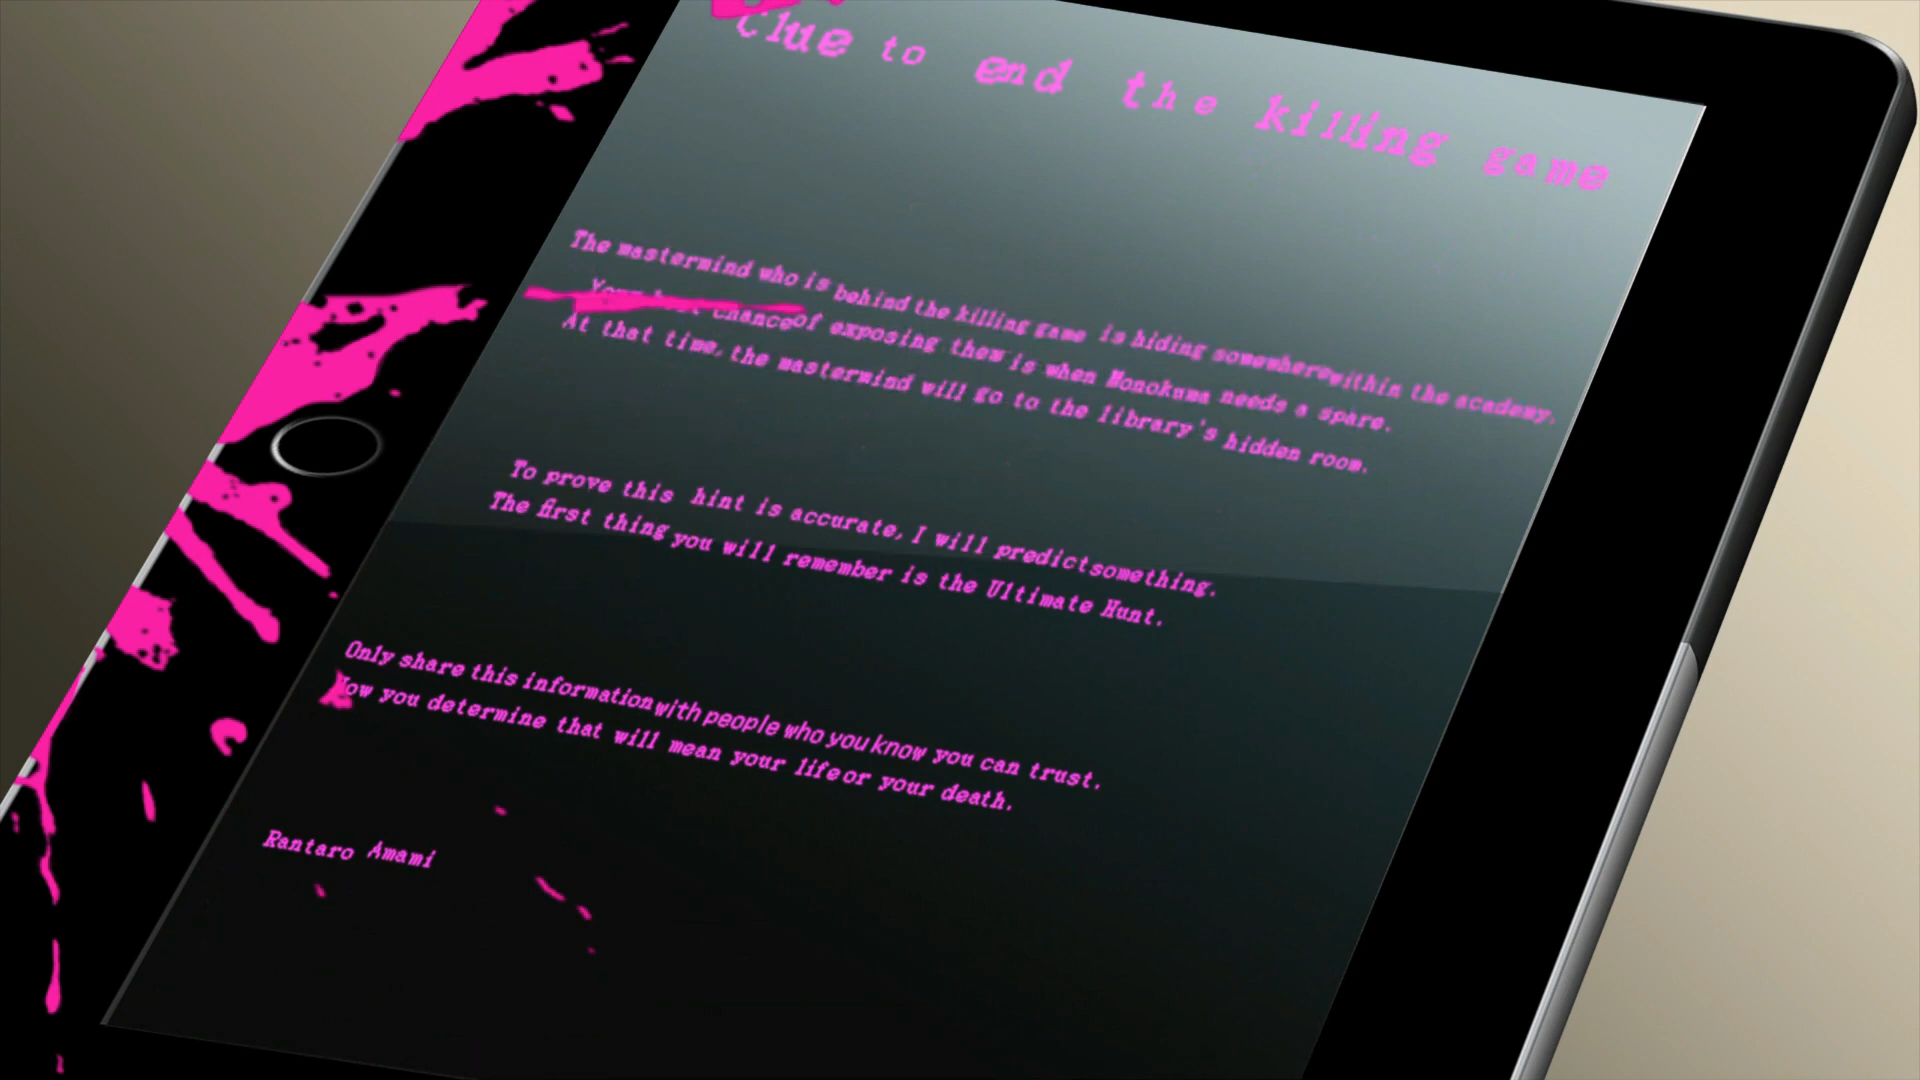 Clue to end the killing game
The mastermind who is behind the killing game is hiding somewhere within the academy.
chance of exposing them is when Monokuma needs a spare.
At that time, the mastermind will go to the library's hidden room.
To prove this hint is accurate, I will predict something.
The first thing you will remember is the Ultimate Hunt.
Only share this information with people who you know you can trust.
How you determine that will mean your life or your death.
Rantaro Amami